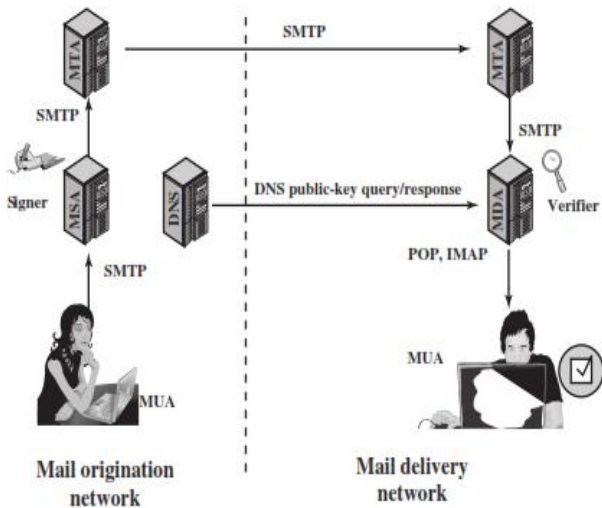 SMTP
MTA
MTA
SMTP
SMTP
Signer
MSA
DNS
DNS public-key query/response
MDA
Verifier
SMTP
POP, IMAP
MUA
MUA
Mail origination
network
Mail delivery
network